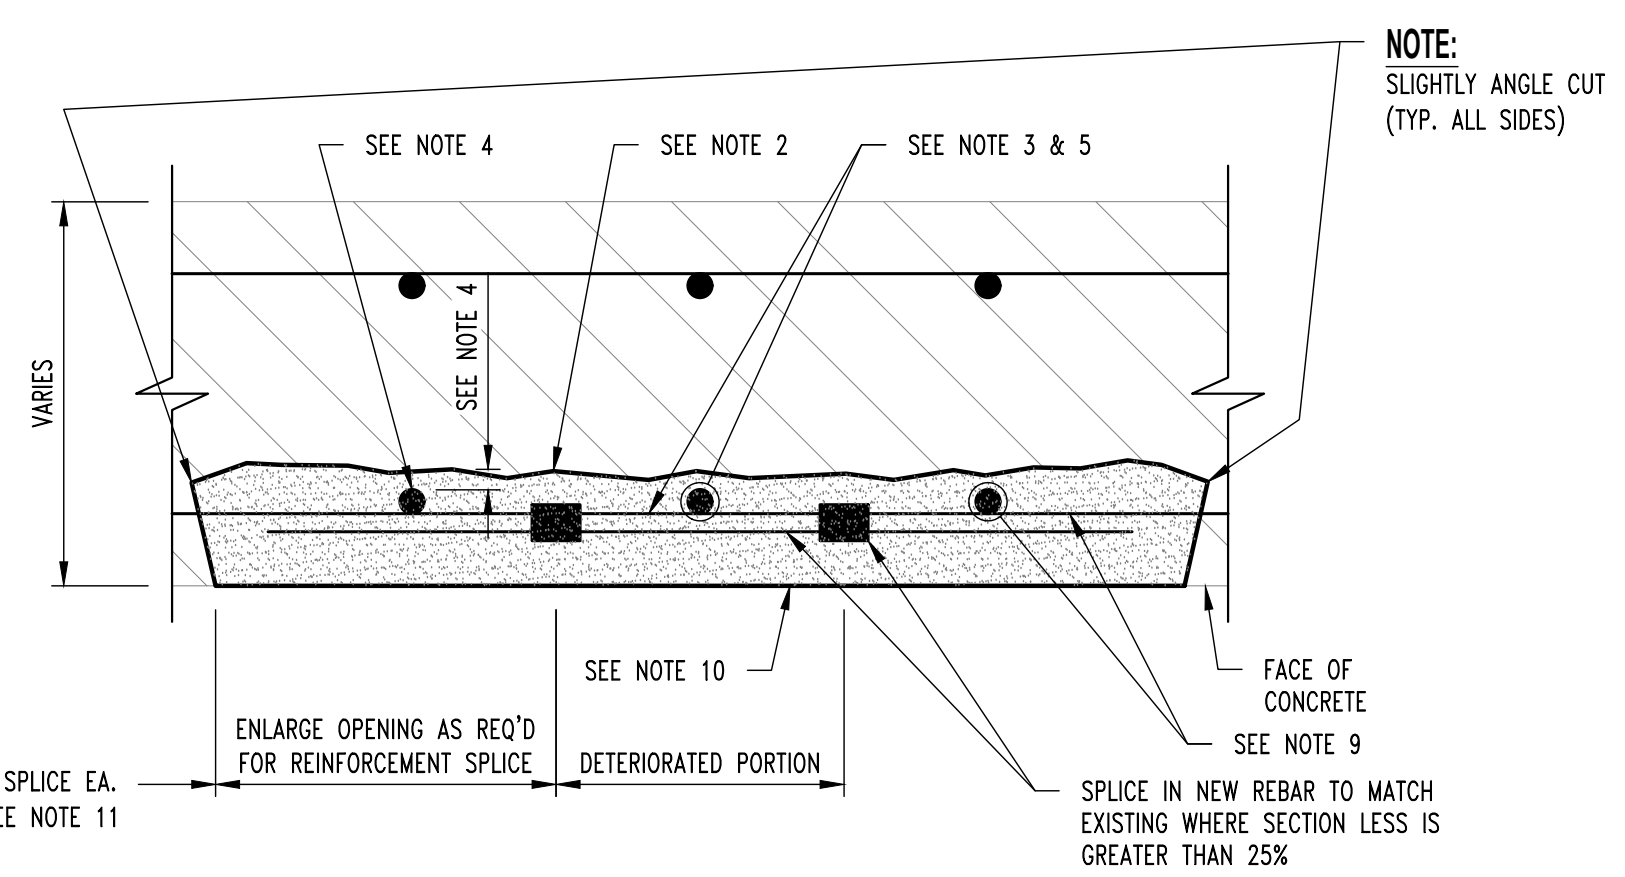 NOTE:
SLIGHTLY ANGLE CUT
(TYP. ALL SIDES)
SEE NOTE 4
SEE NOTE 2
SEE NOTE 3 & 5
SEE NOTE 4
VARIES
SEE NOTE 10
FACE OF
CONCRETE
ENLARGE OPENING AS REQ'D
FOR REINFORCEMENT SPLICE
DETERIORATED PORTION
SEE NOTE 9
SPLICE EA.
NOTE 11
SPLICE IN NEW REBAR TO MATCH
EXISTING WHERE SECTION LESS IS
GREATER THAN 25%